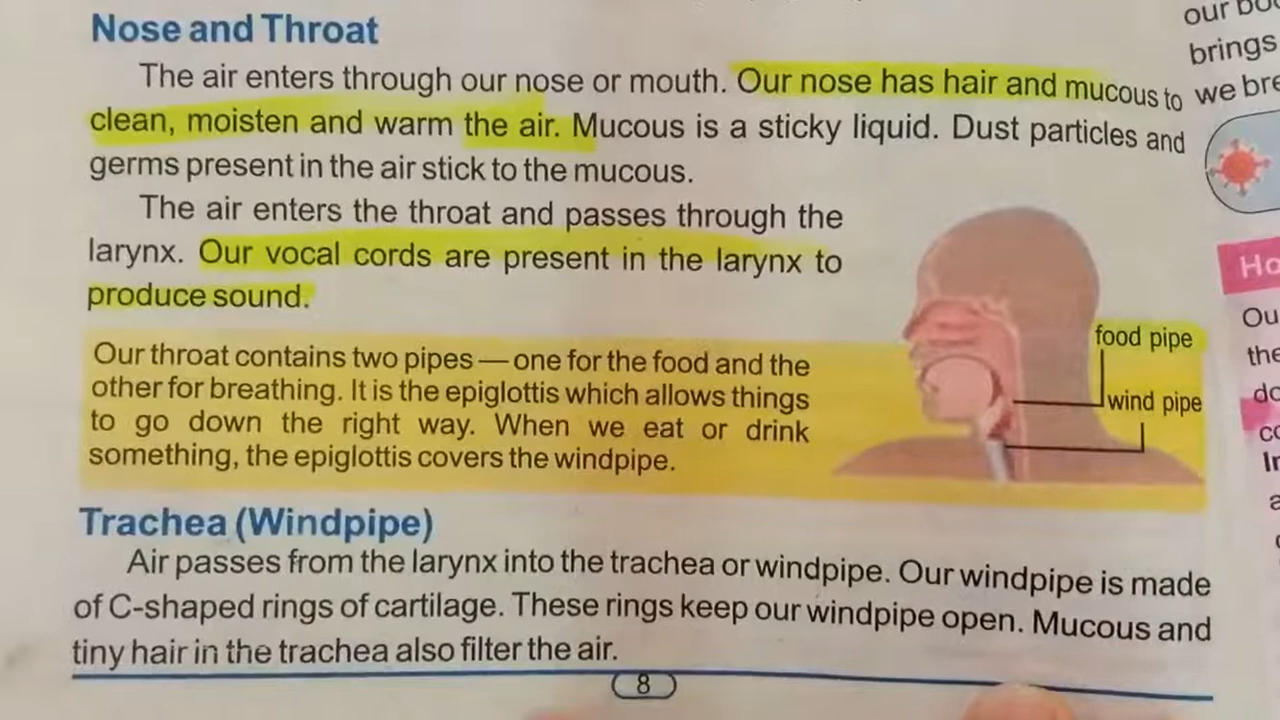 Nose and Throat
The air enters through our nose or mouth. Our nose has hair and mucous to
clean, moisten and warm the air. Mucous is a sticky liquid. Dust particles and
germs present in the air stick to the mucous.
The air enters the throat and passes through the
larynx. Our vocal cords are present in the larynx to
produce sound.
Our throat contains two pipes — one for the food and the
other for breathing. It is the epiglottis which allows things
to go down the right way. When we eat or drink
something, the epiglottis covers the windpipe.
food pipe
wind pipe
Trachea (Windpipe)
Air passes from the larynx into the trachea or windpipe. Our windpipe is made
of C-shaped rings of cartilage. These rings keep our windpipe open. Mucous and
tiny hair in the trachea also filter the air.
8
our
brings
we